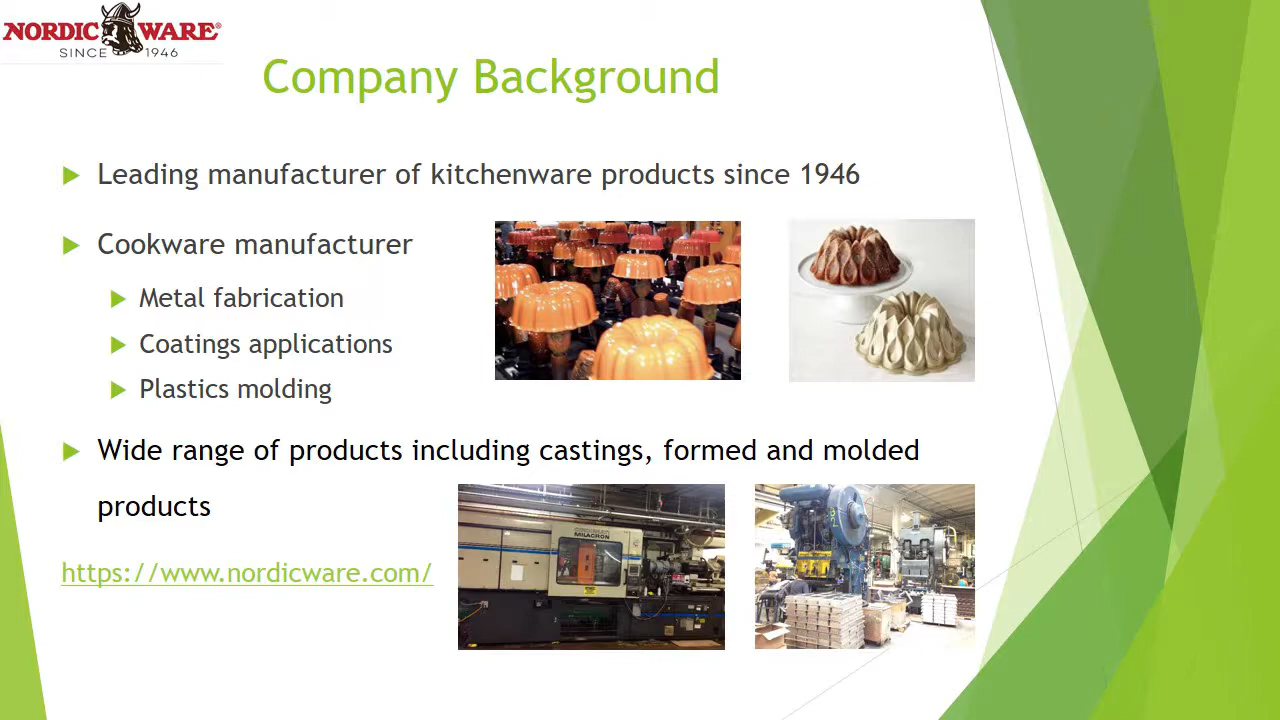 NORDIC WARE®
SINCE 1946
Company Background
Leading manufacturer of kitchenware products since 1946
Cookware manufacturer
Metal fabrication
Coatings applications
Plastics molding
Wide range of products including castings, formed and molded
products
https://www.nordicware.com/
MILACRON